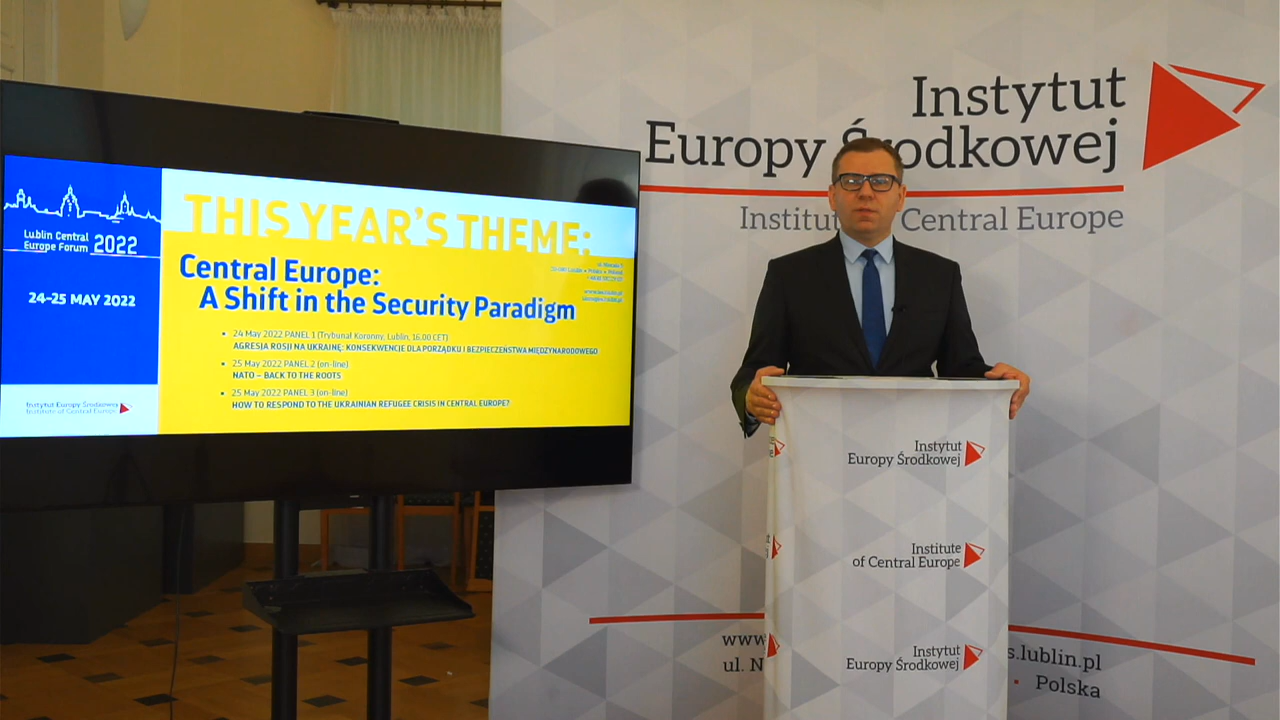 Lublin Central
Europe Forum 2022
24-25 MAY 2022
Instytut Europy Środkowej
Institute of Central Europe
THIS YEAR'S THEME:
Central Europe:
A Shift in the Security Paradigm
• 24 May 2022 PANEL 1 (Trybunał Koronny, Lublin, 16.00 CET)
AGRESJA ROSJI NA UKRAINĘ: KONSEKWENCJE DLA PORZĄDKU I BEZPIECZEŃSTWA MIĘDZYNARODOWEGO
• 25 May 2022 PANEL 2 (on-line)
NATO – BACK TO THE ROOTS
• 25 May 2022 PANEL 3 (on-line)
HOW TO RESPOND TO THE UKRAINIAN REFUGEE CRISIS IN CENTRAL EUROPE?
Instytut
Europy Środkowej
Institute Central Europe
Instytut
Europy Środkowej
Institute
of Central Europe
Instytut
Europy Środkowej
www s.lublin.pl
ul. N • Polska